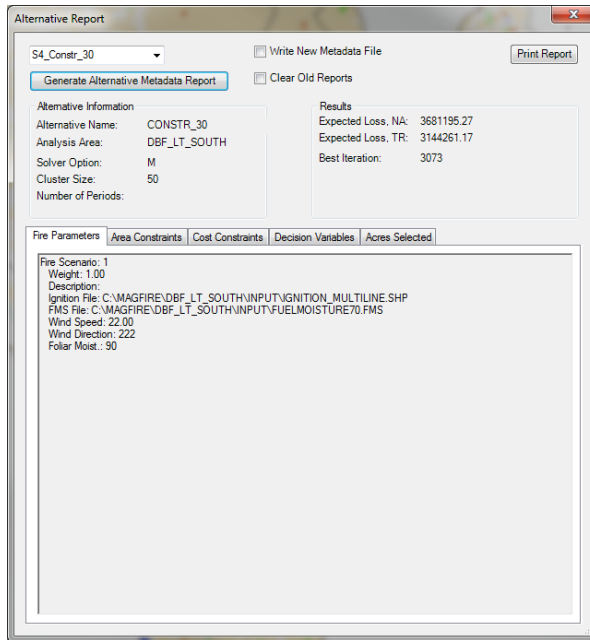 Alternative Report
S4_Constr_30
Write New Metadata File
Print Report
Generate Alternative Metadata Report
Clear Old Reports
Alternative Information
Alternative Name: CONSTR_30
Analysis Area: DBF_LT_SOUTH
Solver Option: M
Cluster Size: 50
Number of Periods:
Results
Expected Loss, NA: 3681195.27
Expected Loss, TR: 3144261.17
Best Iteration: 3073
Fire Parameters Area Constraints Cost Constraints Decision Variables Acres Selected
Fire Scenario: 1
Weight: 1.00
Description:
Ignition File: C:\MAGFIRE\DBF_LT_SOUTH\INPUT\IGNITION_MULTILINE.SHP
FMS File: C:\MAGFIRE\DBF_LT_SOUTH\INPUT\FUELMOISTURE70.FMS
Wind Speed: 22.00
Wind Direction: 222
Foliar Moist.: 90